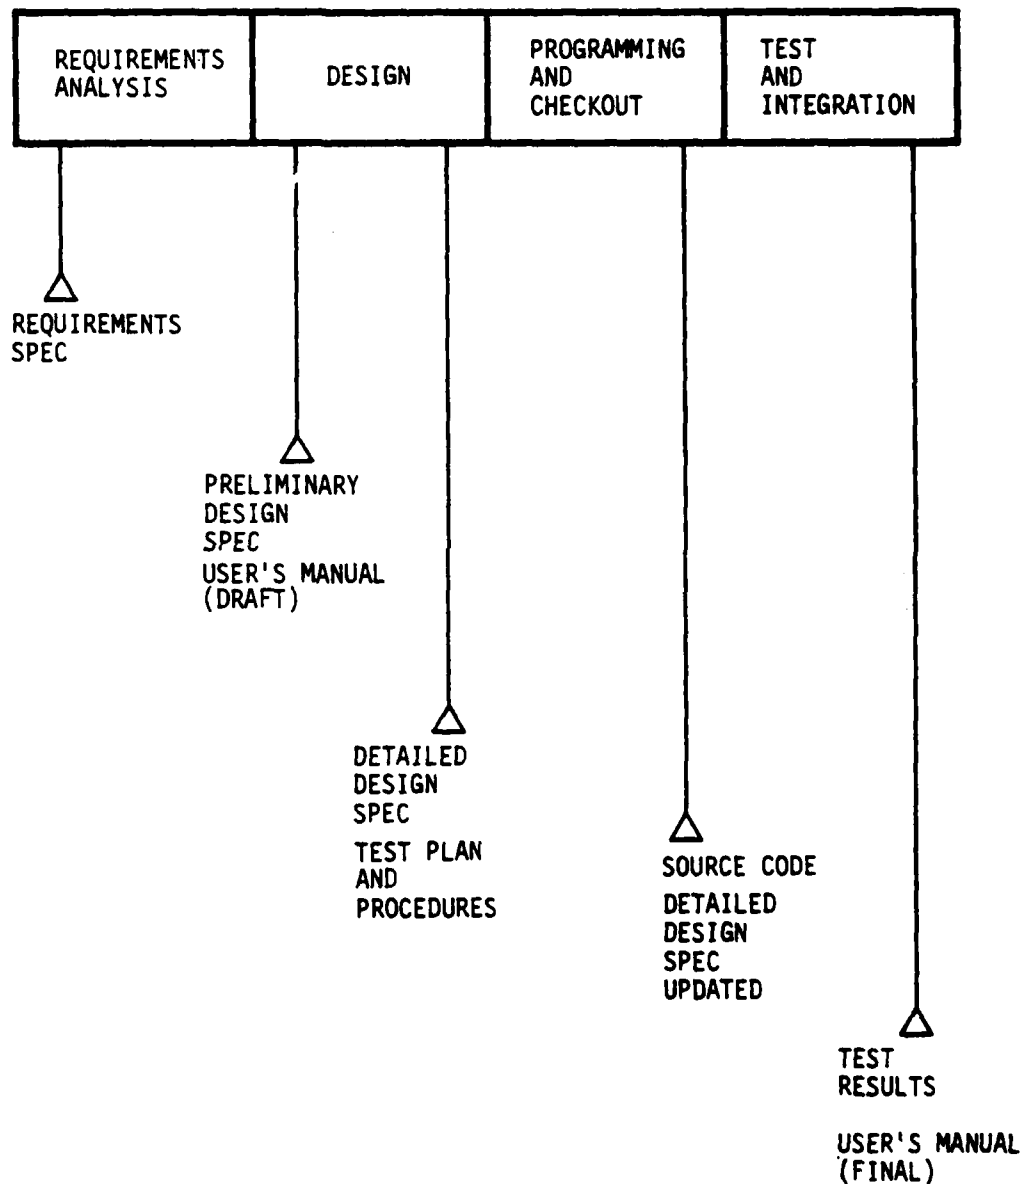 REQUIREMENTS
ANALYSIS
DESIGN
PROGRAMMING
AND
CHECKOUT
TEST
AND
INTEGRATION
REQUIREMENTS
SPEC
PRELIMINARY
DESIGN
SPEC
USER'S MANUAL
(DRAFT)
DETAILED
DESIGN
SPEC
TEST PLAN
AND
PROCEDURES
SOURCE CODE
DETAILED
DESIGN
SPEC
UPDATED
TEST
RESULTS
USER'S MANUAL
(FINAL)